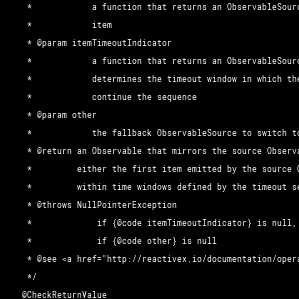 * a function that returns an ObservableSourc
* item
* @param itemTimeoutIndicator
* a function that returns an ObservableSourc
* determines the timeout window in which the
* continue the sequence
* @param other
* the fallback ObservableSource to switch to
* @return an Observable that mirrors the source Observa
* either the first item emitted by the source O
* within time windows defined by the timeout se
* @throws NullPointerException
* if {@code itemTimeoutIndicator} is null,
* if {@code other} is null
* @see <a href="http://reactivex.io/documentation/opera
*/
@CheckReturnValue